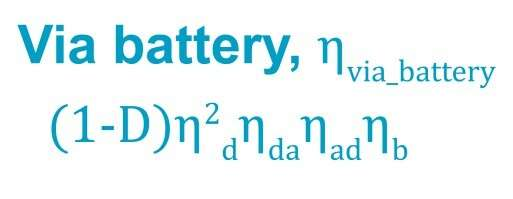 Via battery, η_via_battery
(1-D)η²_dη_daη_adη_b